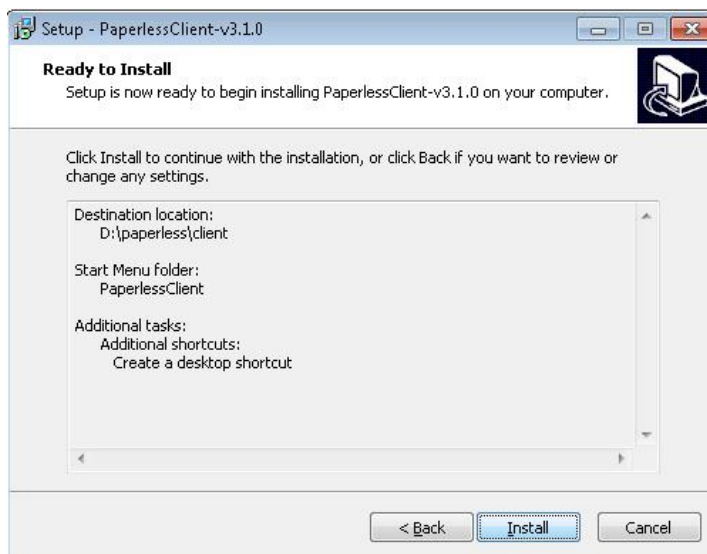 Setup - PaperlessClient-v3.1.0
Ready to Install
Setup is now ready to begin installing PaperlessClient-v3.1.0 on your computer.
Click Install to continue with the installation, or click Back if you want to review or
change any settings.
Destination location:
D:\paperless\client
Start Menu folder:
PaperlessClient
Additional tasks:
Additional shortcuts:
Create a desktop shortcut
< Back
Install
Cancel